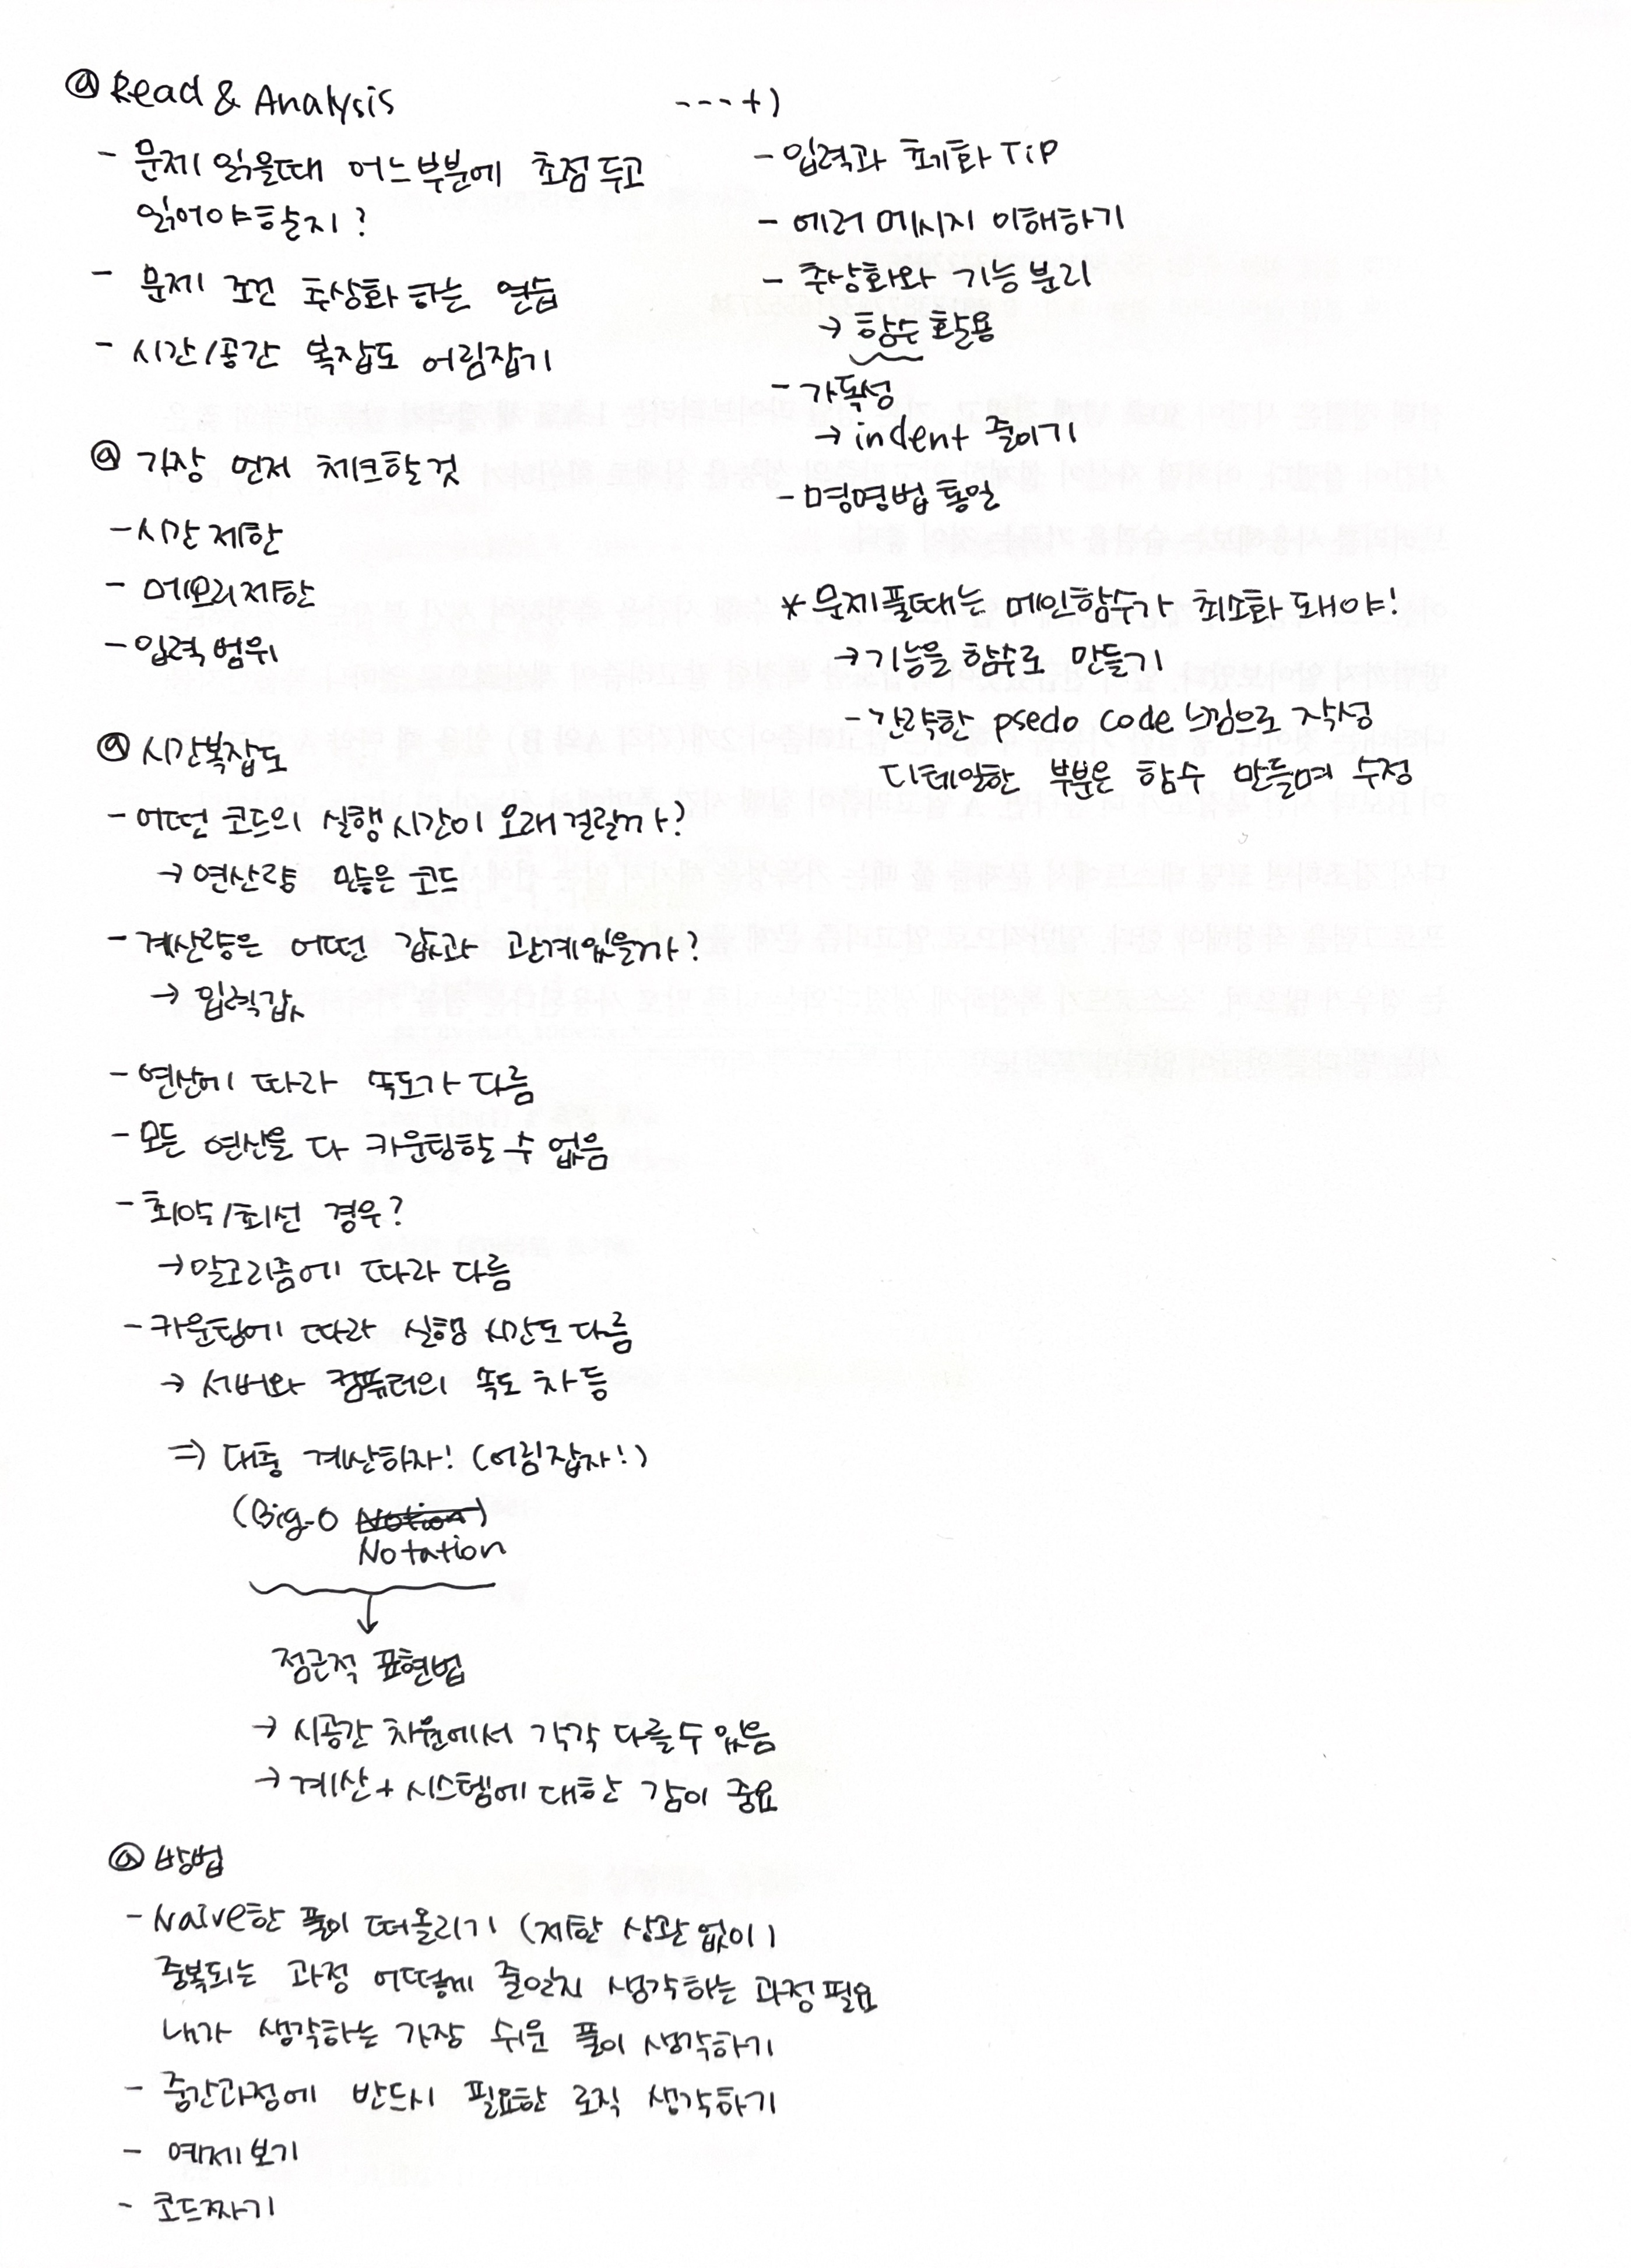 @ Read & Analysis
- 문제 읽을때 어느부분에 초점 두고
읽어야할지?
- 문제 조건 추상화 하는 연습
- 시간/공간 복잡도 어림잡기
@ 가장 먼저 체크할것
- 시간 제한
- 메모리제한
- 입력 범위
@ 시간복잡도
- 어떤 코드의 실행 시간이 오래 걸릴까?
→ 연산량 많은 코드
- 계산량은 어떤 값과 관계있을까?
→ 입력값
- 연산에 따라 속도가 다름
- 모든 연산을 다 카운팅할 수 없음
- 최악/최선 경우?
→ 알고리즘에 따라 다름
- 카운팅에 따라 실행 시간도 다름
→ 서버와 컴퓨터의 속도 차 등
⇒ 대충 계산하자! (어림잡자!)
(Big-O Notion)
Notation
↓
점근적 표현법
→ 시공간 차원에서 각각 다를수 있음
→ 계산 + 시스템에 대한 감이 중요
@ 방법
- Naive한 풀이 떠올리기 (제한 상관 없이)
중복되는 과정 어떻게 줄일지 생각하는 과정 필요
내가 생각하는 가장 쉬운 풀이 생각하기
- 중간과정에 반드시 필요한 로직 생각하기
- 예제 보기
- 코드짜기
---+)
- 입력과 초기화 TiP
- 에러 메시지 이해하기
- 추상화와 기능 분리
→ 함수 활용
- 가독성
→ indent 줄이기
- 명명법 통일
* 문제풀때는 메인함수가 최소화 돼야!
→ 기능을 함수로 만들기
- 간략한 psedo code 느낌으로 작성
디테일한 부분은 함수 만들며 수정